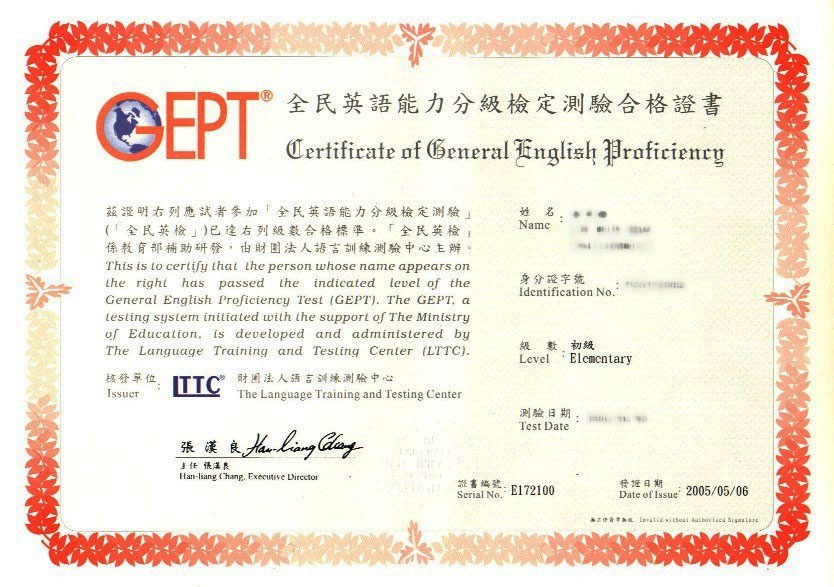 GEPT®
全民英語能力分級檢定測驗合格證書
Certificate of General English Proficiency
茲證明右列應試者參加「全民英語能力分級檢定測驗」
(「全民英檢」)已達右列級數合格標準。「全民英檢」
係教育部補助研發，由財團法人語言訓練測驗中心主辦。
This is to certify that the person whose name appears on
the right has passed the indicated level of the
General English Proficiency Test (GEPT). The GEPT, a
testing system initiated with the support of The Ministry
of Education, is developed and administered by
The Language Training and Testing Center (LTTC).
核發單位
Issuer :
LTTC®
財團法人語言訓練測驗中心
The Language Training and Testing Center
張漢良 Han-liang Chang
主任 張漢良
Han-liang Chang, Executive Director
姓名
Name :
身分證字號
Identification No. :
級數 : 初級
Level Elementary
測驗日期
Test Date :
證書編號
Serial No. : E172100
發證日期
Date of Issue : 2005/05/06
Invalid without Authorized Signature